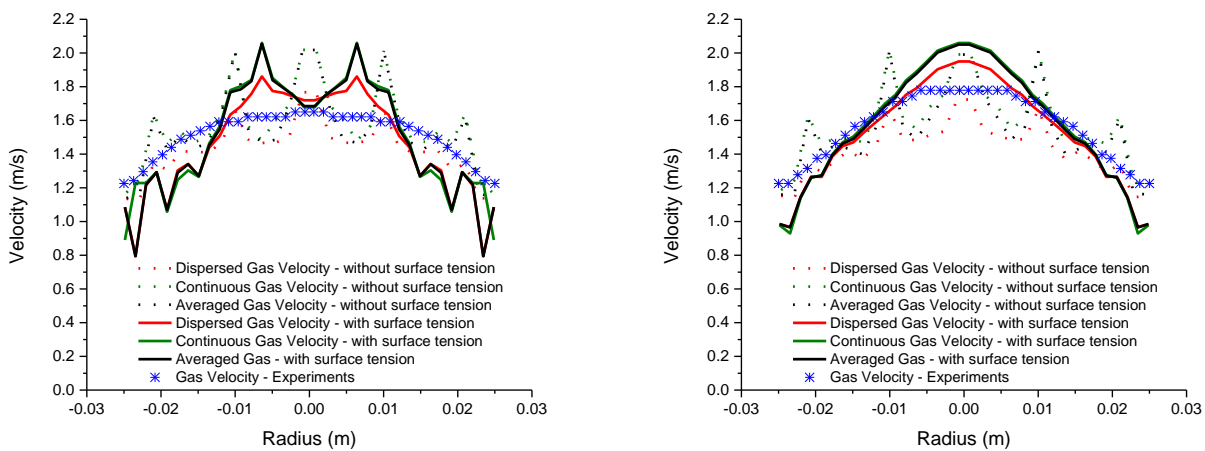 2.2
2.0
1.8
1.6
1.4
1.2
1.0
0.8
0.6
0.4
0.2
0.0
Velocity (m/s)
Dispersed Gas Velocity - without surface tension
Continuous Gas Velocity - without surface tension
Averaged Gas Velocity - without surface tension
Dispersed Gas Velocity - with surface tension
Continuous Gas Velocity - with surface tension
Averaged Gas - with surface tension
Gas Velocity - Experiments
-0.03 -0.02 -0.01 0.00 0.01 0.02 0.03
Radius (m)
2.2
2.0
1.8
1.6
1.4
1.2
1.0
0.8
0.6
0.4
0.2
0.0
Velocity (m/s)
Dispersed Gas Velocity - without surface tension
Continuous Gas Velocity - without surface tension
Averaged Gas Velocity - without surface tension
Dispersed Gas Velocity - with surface tension
Continuous Gas Velocity - with surface tension
Averaged Gas - with surface tension
Gas Velocity - Experiments
-0.03 -0.02 -0.01 0.00 0.01 0.02 0.03
Radius (m)